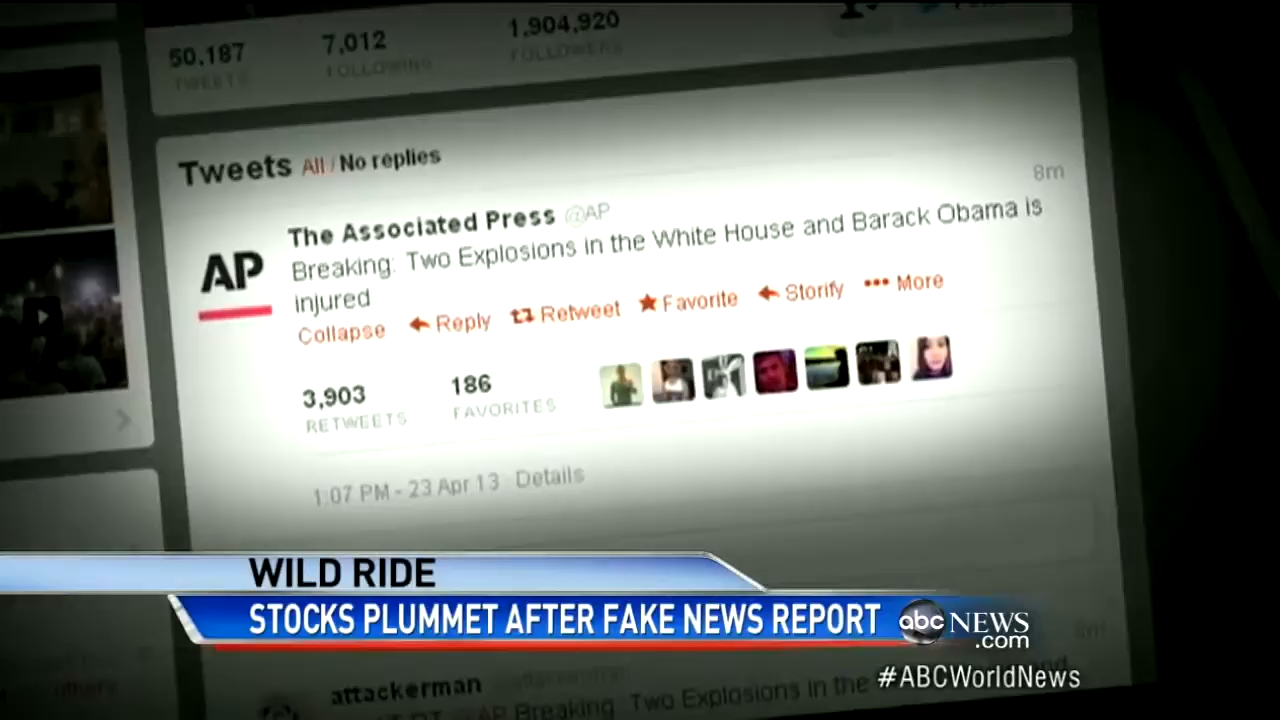 50,187 7,012 1,904,920
TWEETS FOLLOWING FOLLOWERS
Tweets All / No replies
8m
The Associated Press @AP
Breaking: Two Explosions in the White House and Barack Obama is
injured
Collapse Reply Retweet Favorite Storify More
3,903 186
RETWEETS FAVORITES
1:07 PM - 23 Apr 13 Details
AP
WILD RIDE
STOCKS PLUMMET AFTER FAKE NEWS REPORT
abc NEWS
.com
#ABCWorldNews
attackerman
RT @AP Breaking: Two Explosions in the